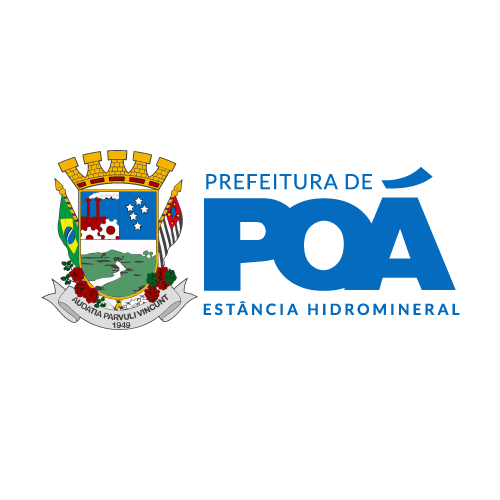 PREFEITURA DE
POÁ
ESTÂNCIA HIDROMINERAL
AUDATIA PARVULI VINCUNT
1949